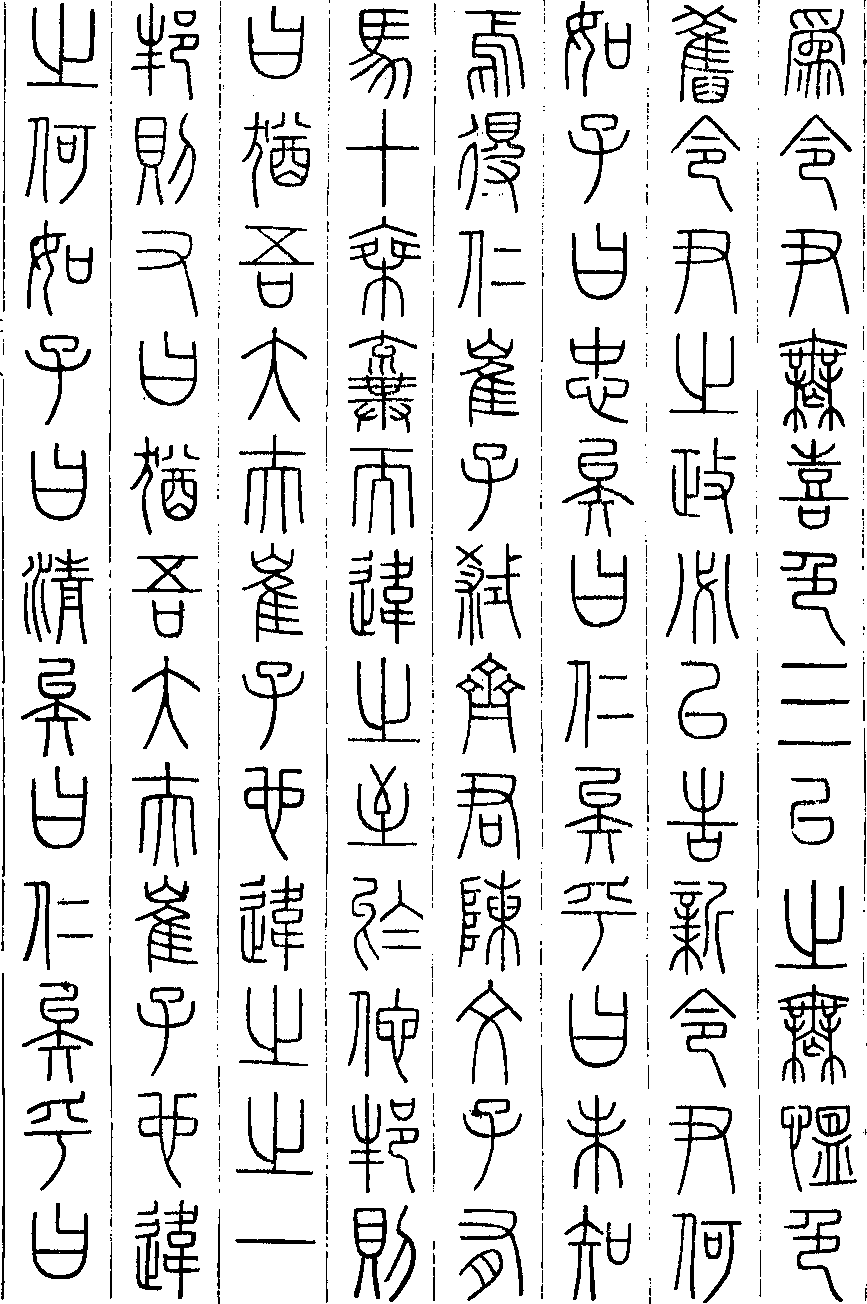 為令尹無喜色三已之無慍色
舊令尹之政必以告新令尹何
如子曰忠矣曰仁矣乎曰未知
焉得仁崔子弒齊君陳文子有
馬十乘棄而違之至於他邦則
曰猶吾大夫崔子也違之之一
邦則又曰猶吾大夫崔子也違
之何如子曰清矣曰仁矣乎曰